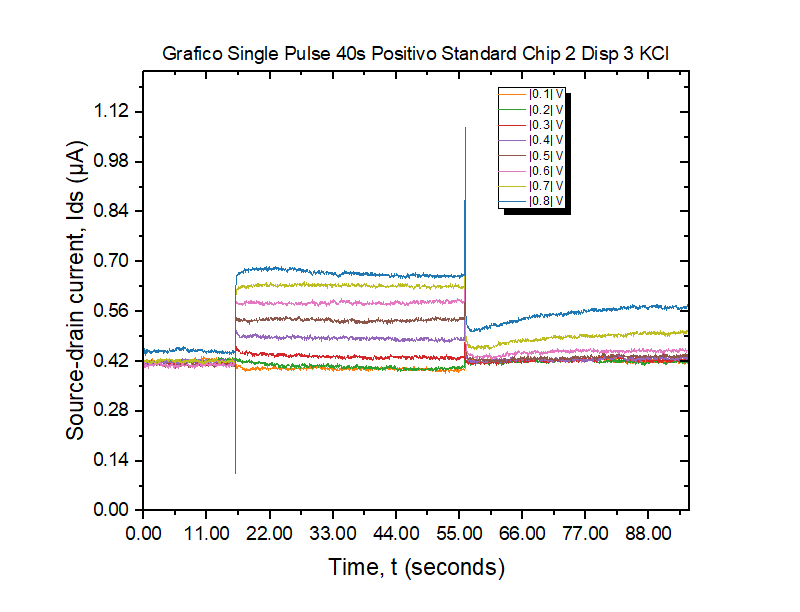 Grafico Single Pulse 40s Positivo Standard Chip 2 Disp 3 KCl
|0.1| V
|0.2| V
|0.3| V
|0.4| V
|0.5| V
|0.6| V
|0.7| V
|0.8| V
1.12
0.98
0.84
0.70
0.56
0.42
0.28
0.14
0.00
Source-drain current, Ids (µA)
0.00 11.00 22.00 33.00 44.00 55.00 66.00 77.00 88.00
Time, t (seconds)